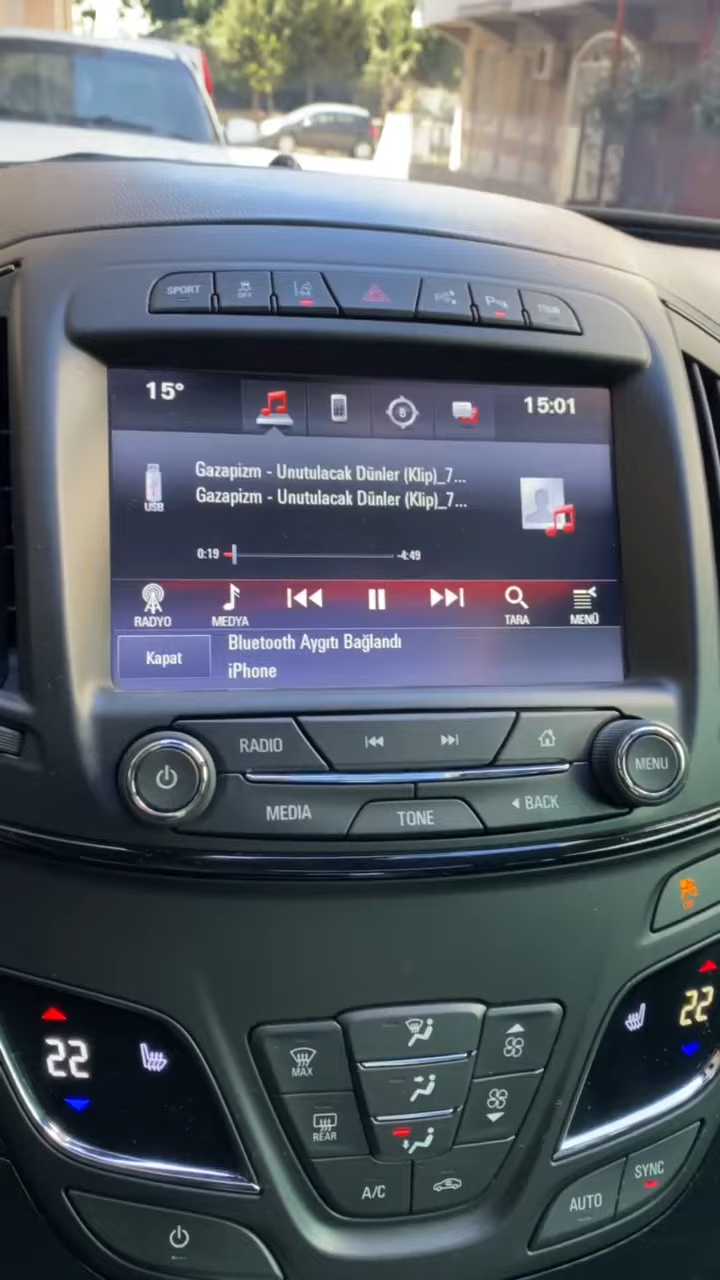 SPORT
OFF
15°
15:01
USB
Gazapizm - Unutulacak Dünler (Klip)_7...
Gazapizm - Unutulacak Dünler (Klip)_7...
0:19
-4:49
RADYO
MEDYA
TARA
MENÜ
Kapat
Bluetooth Aygıtı Bağlandı
iPhone
RADIO
MENU
MEDIA
TONE
BACK
22
22
MAX
REAR
A/C
AUTO
SYNC